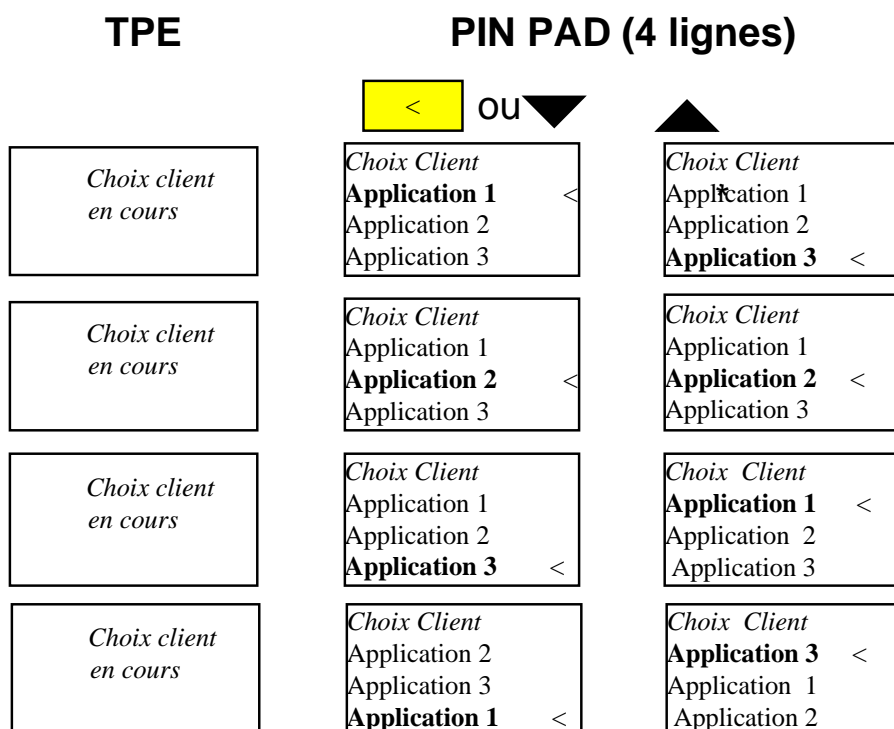 TPE
PIN PAD (4 lignes)
< ou
Choix client
en cours
Choix Client
Application 1 <
Application 2
Application 3
Choix Client
Application 1
*
Application 2
Application 3 <
Choix client
en cours
Choix Client
Application 1
Application 2 <
Application 3
Choix Client
Application 1
Application 2 <
Application 3
Choix client
en cours
Choix Client
Application 1
Application 2
Application 3 <
Choix Client
Application 1 <
Application 2
Application 3
Choix client
en cours
Choix Client
Application 2
Application 3
Application 1 <
Choix Client
Application 3 <
Application 1
Application 2